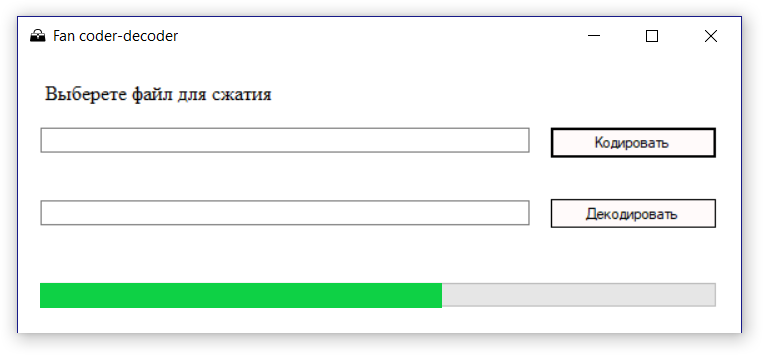 Fan coder-decoder
Выберете файл для сжатия
Кодировать
Декодировать